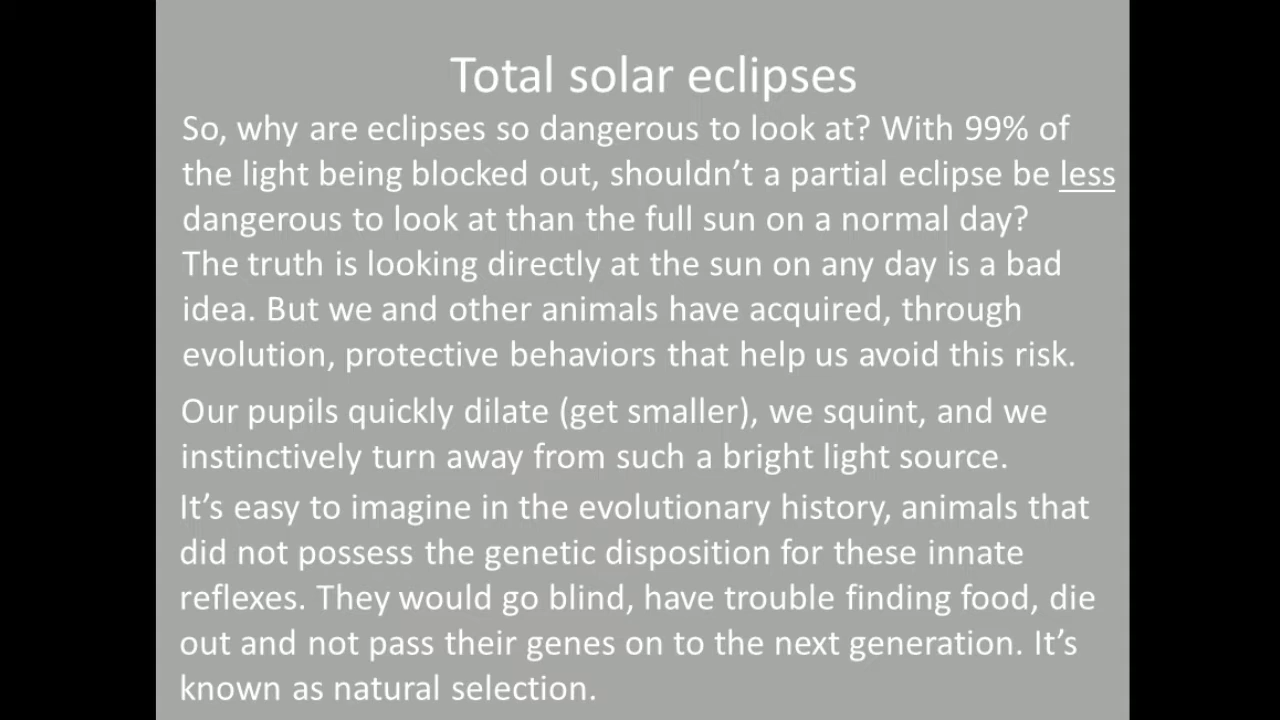 Total solar eclipses
So, why are eclipses so dangerous to look at? With 99% of
the light being blocked out, shouldn’t a partial eclipse be less
dangerous to look at than the full sun on a normal day?
The truth is looking directly at the sun on any day is a bad
idea. But we and other animals have acquired, through
evolution, protective behaviors that help us avoid this risk.
Our pupils quickly dilate (get smaller), we squint, and we
instinctively turn away from such a bright light source.
It’s easy to imagine in the evolutionary history, animals that
did not possess the genetic disposition for these innate
reflexes. They would go blind, have trouble finding food, die
out and not pass their genes on to the next generation. It’s
known as natural selection.